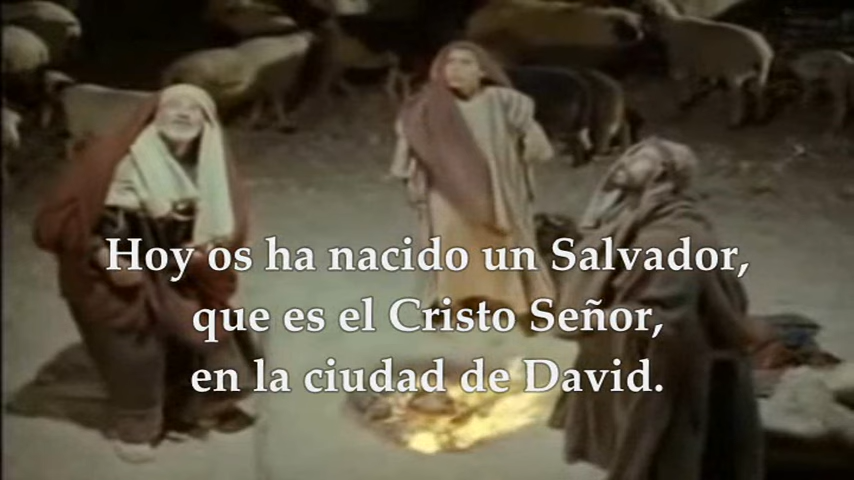 Hoy os ha nacido un Salvador,
que es el Cristo Señor,
en la ciudad de David.